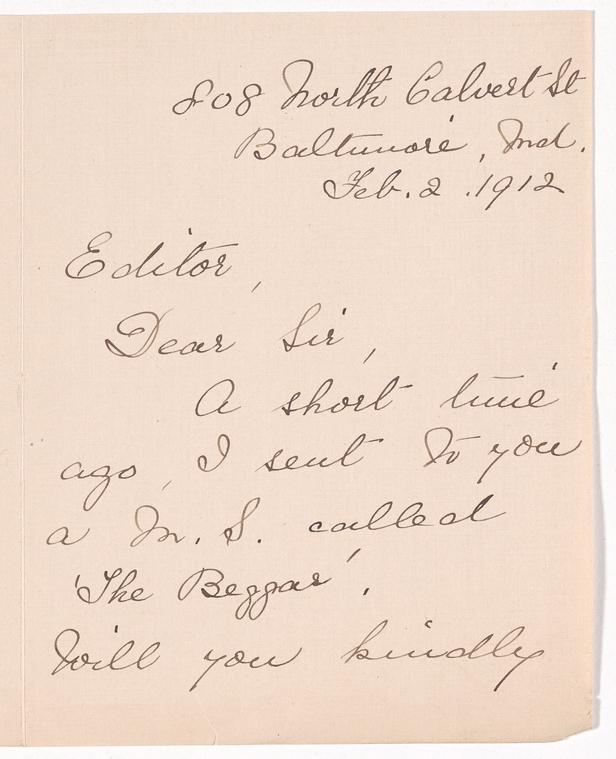 808 North Calvert St
Baltimore, Md.
Feb. 2. 1912
Editor,
Dear Sir,
A short time
ago, I sent to you
a M. S. called
'The Beggar'.
Will you kindly